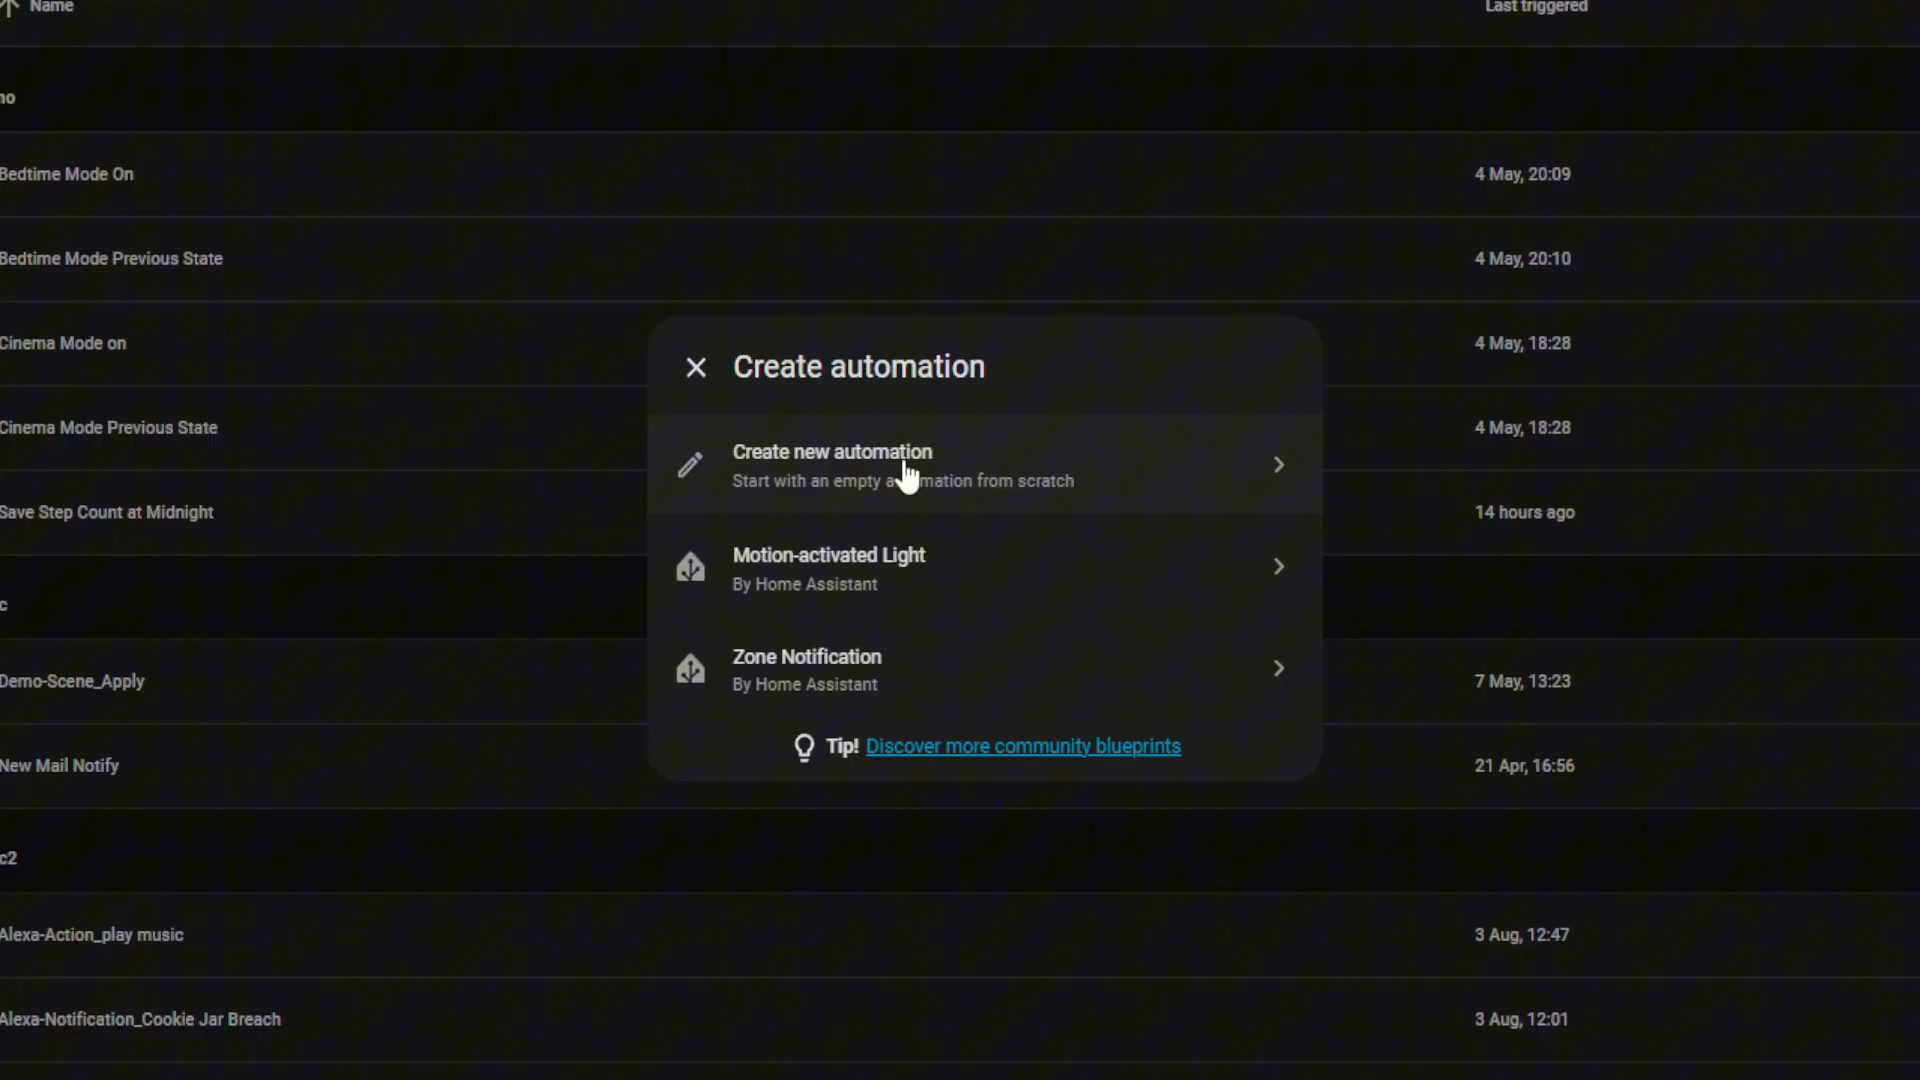 Name Last triggered
no
Bedtime Mode On 4 May, 20:09
Bedtime Mode Previous State 4 May, 20:10
Cinema Mode on 4 May, 18:28
Cinema Mode Previous State 4 May, 18:28
Save Step Count at Midnight 14 hours ago
c
Demo-Scene_Apply 7 May, 13:23
New Mail Notify 21 Apr, 16:56
c2
Alexa-Action_play music 3 Aug, 12:47
Alexa-Notification_Cookie Jar Breach 3 Aug, 12:01
Create automation
Create new automation
Start with an empty automation from scratch
Motion-activated Light
By Home Assistant
Zone Notification
By Home Assistant
Tip! Discover more community blueprints